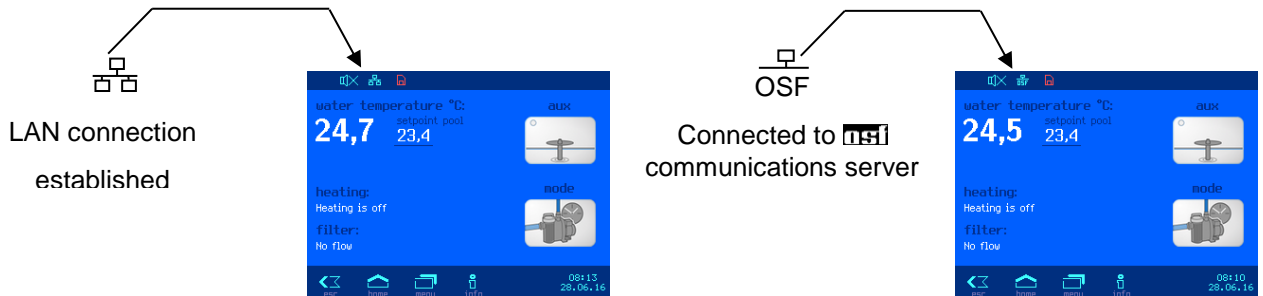 LAN connection
established
water temperature °C:
24,7
setpoint pool
23,4
aux
heating:
Heating is off
mode
filter:
No flow
esc
home
menu
info
08:13
28.06.16
OSF
Connected to osf
communications server
OSF
water temperature °C:
24,5
setpoint pool
23,4
aux
heating:
Heating is off
mode
filter:
No flow
esc
home
menu
info
08:10
28.06.16